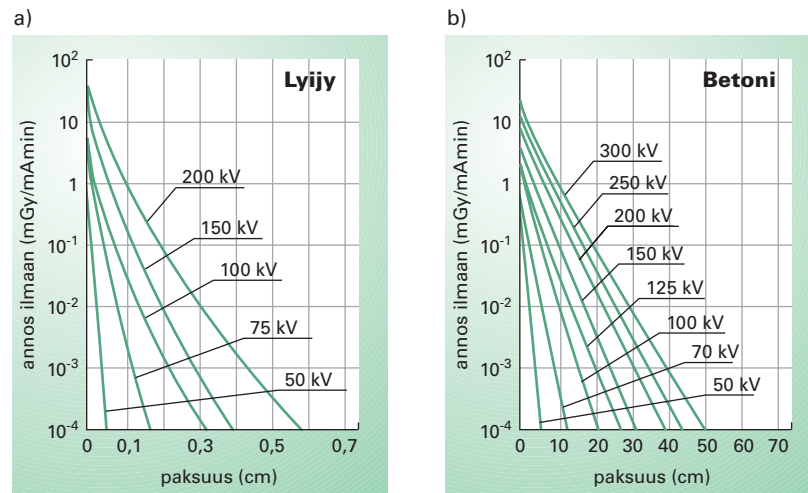 a)
Lyijy
annos ilmaan (mGy/mAmin)
10²
10
1
10⁻¹
10⁻²
10⁻³
10⁻⁴
200 kV
150 kV
100 kV
75 kV
50 kV
0 0,1 0,3 0,5 0,7
paksuus (cm)
b)
Betoni
annos ilmaan (mGy/mAmin)
10²
10
1
10⁻¹
10⁻²
10⁻³
10⁻⁴
300 kV
250 kV
200 kV
150 kV
125 kV
100 kV
70 kV
50 kV
0 10 20 30 40 50 60 70
paksuus (cm)